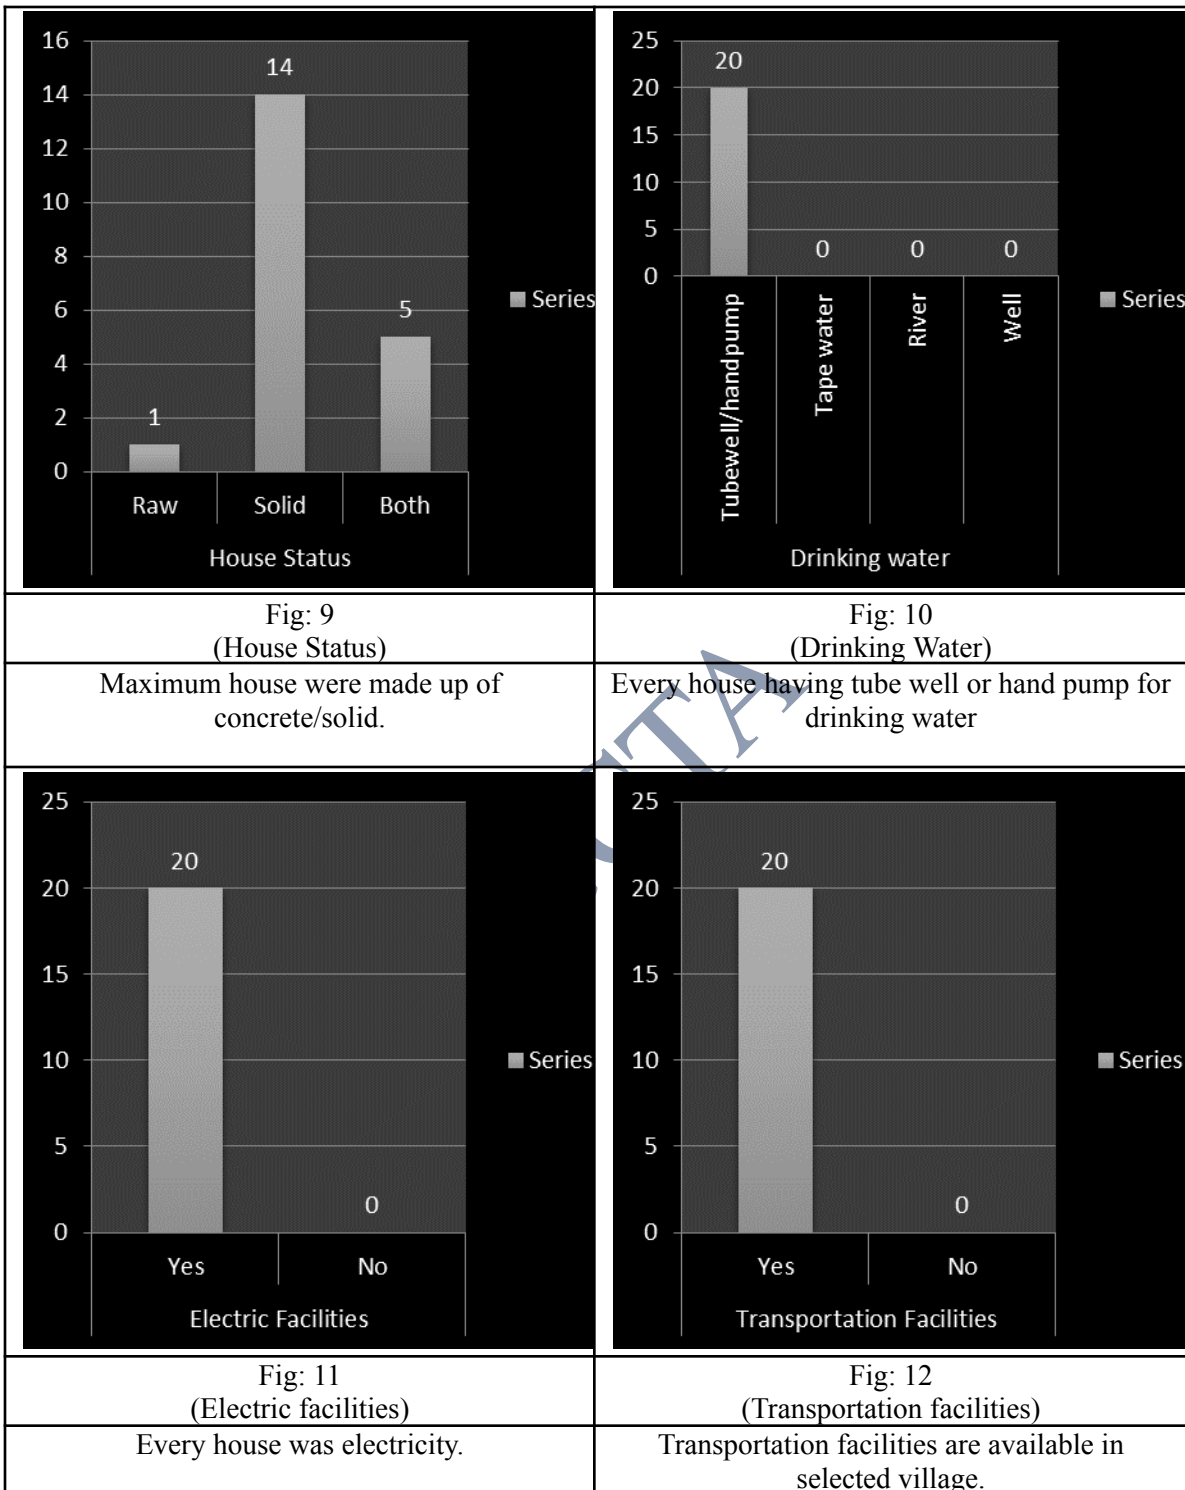 16
14
12
10
8
6
4
2
0
1
14
5
Raw Solid Both
House Status
Series
25
20
15
10
5
0
20
0
0
0
Tubewell/handpump
Tape water
River
Well
Drinking water
Series
Fig: 9
(House Status)
Fig: 10
(Drinking Water)
Maximum house were made up of
concrete/solid.
Every house having tube well or hand pump for
drinking water
25
20
15
10
5
0
20
0
Yes No
Electric Facilities
Series
25
20
15
10
5
0
20
0
Yes No
Transportation Facilities
Series
Fig: 11
(Electric facilities)
Fig: 12
(Transportation facilities)
Every house was electricity.
Transportation facilities are available in
selected village.